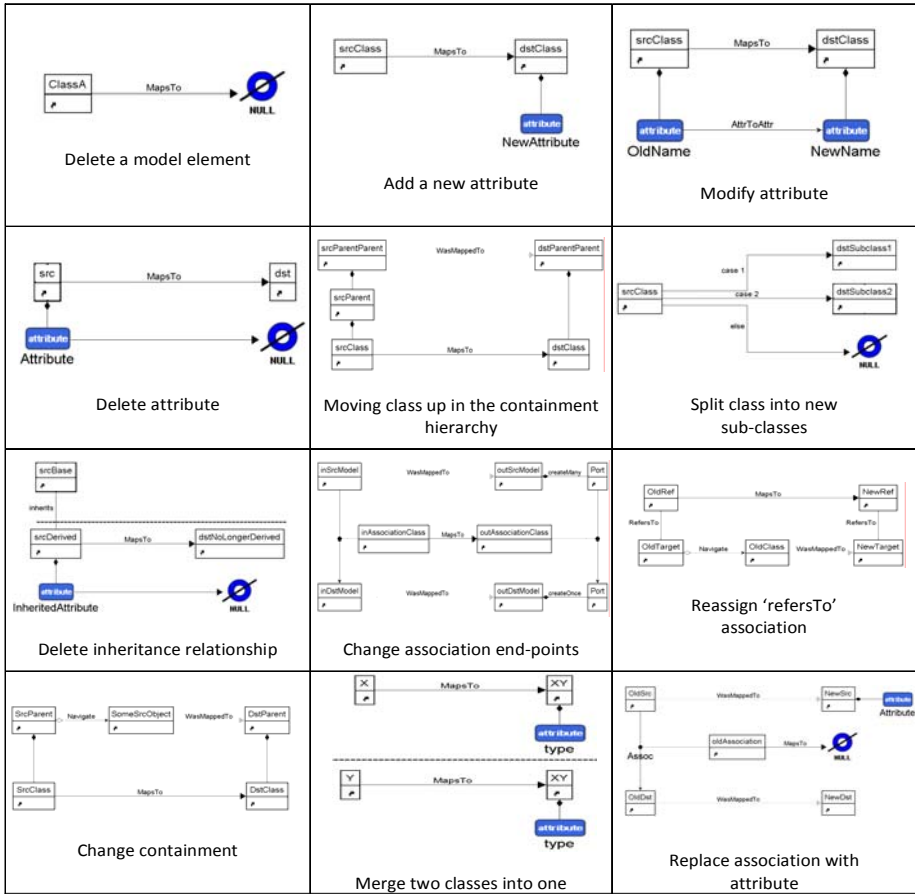 ClassA
MapsTo
NULL
Delete a model element
srcClass
MapsTo
dstClass
attribute
NewAttribute
Add a new attribute
srcClass
MapsTo
dstClass
attribute
AttrToAttr
attribute
OldName
NewName
Modify attribute
src
MapsTo
dst
attribute
Attribute
NULL
Delete attribute
srcParentParent
WasMappedTo
dstParentParent
srcParent
srcClass
MapsTo
dstClass
Moving class up in the containment
hierarchy
srcClass
case 1
dstSubclass1
case 2
dstSubclass2
else
NULL
Split class into new
sub-classes
srcBase
inherits
srcDerived
MapsTo
dstNoLongerDerived
attribute
InheritedAttribute
NULL
Delete inheritance relationship
inSrcModel
WasMappedTo
outSrcModel
createMany
Port
inAssociationClass
MapsTo
outAssociationClass
inDstModel
WasMappedTo
outDstModel
createOnce
Port
Change association end-points
OldRef
MapsTo
NewRef
RefersTo
RefersTo
OldTarget
Navigate
OldClass
WasMappedTo
NewTarget
Reassign ‘refersTo’
association
SrcParent
Navigate
SomeSrcObject
WasMappedTo
DstParent
SrcClass
MapsTo
DstClass
Change containment
X
MapsTo
XY
attribute
type
Y
MapsTo
XY
attribute
type
Merge two classes into one
OldSrc
WasMappedTo
NewSrc
attribute
Attribute
oldAssociation
MapsTo
NULL
Assoc
OldDst
WasMappedTo
NewDst
Replace association with
attribute